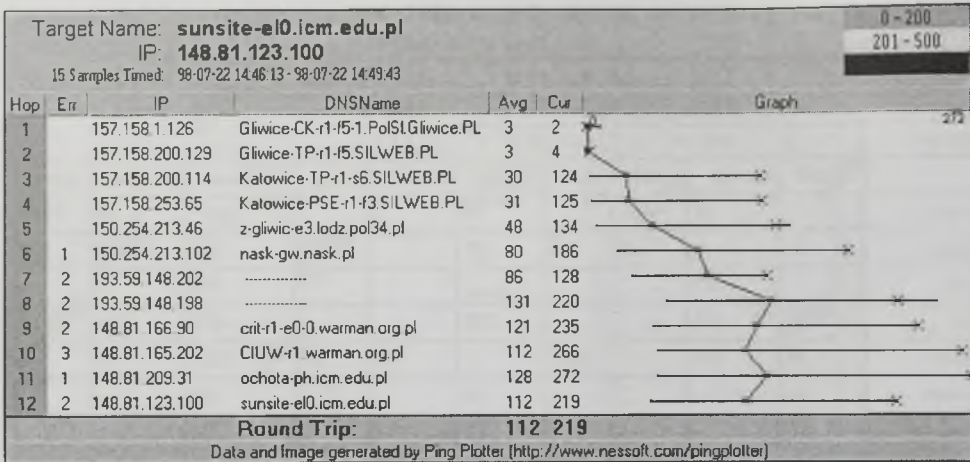 Target Name: sunsite-el0.icm.edu.pl
IP: 148.81.123.100
15 Samples Timed: 98-07-22 14:46:13 - 98-07-22 14:49:43
0 - 200
201 - 500
Hop Err IP DNSName Avg Cur Graph
0 272
1 157.158.1.126 Gliwice-CK-r1-f5-1.PolSl.Gliwice.PL 3 2
2 157.158.200.129 Gliwice-TP-r1-f5.SILWEB.PL 3 4
3 157.158.200.114 Katowice-TP-r1-s6.SILWEB.PL 30 124
4 157.158.253.65 Katowice-PSE-r1-f3.SILWEB.PL 31 125
5 150.254.213.46 z-gliwic-e3.lodz.pol34.pl 48 134
6 1 150.254.213.102 nask-gw.nask.pl 80 186
7 2 193.59.148.202 ------------- 86 128
8 2 193.59.148.198 ------------- 131 220
9 2 148.81.166.90 crit-r1-e0-0.warman.org.pl 121 235
10 3 148.81.165.202 CIUW-r1.warman.org.pl 112 266
11 1 148.81.209.31 ochota-ph.icm.edu.pl 128 272
12 2 148.81.123.100 sunsite-el0.icm.edu.pl 112 219
Round Trip: 112 219
Data and Image generated by Ping Plotter [http://www.nessoft.com/pingplotter]